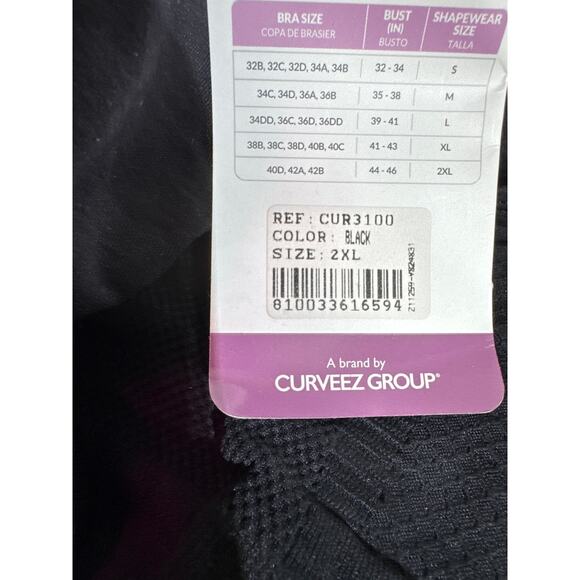 BRA SIZE BUST (IN) SHAPEWEAR SIZE
COPA DE BRASIER BUSTO TALLA
32B, 32C, 32D, 34A, 34B 32 - 34 S
34C, 34D, 36A, 36B 35 - 38 M
34DD, 36C, 36D, 36DD 39 - 41 L
38B, 38C, 38D, 40B, 40C 41 - 43 XL
40D, 42A, 42B 44 - 46 2XL
REF: CUR3100
COLOR: BLACK
SIZE: 2XL
810033616594
A brand by
CURVEEZ GROUP®